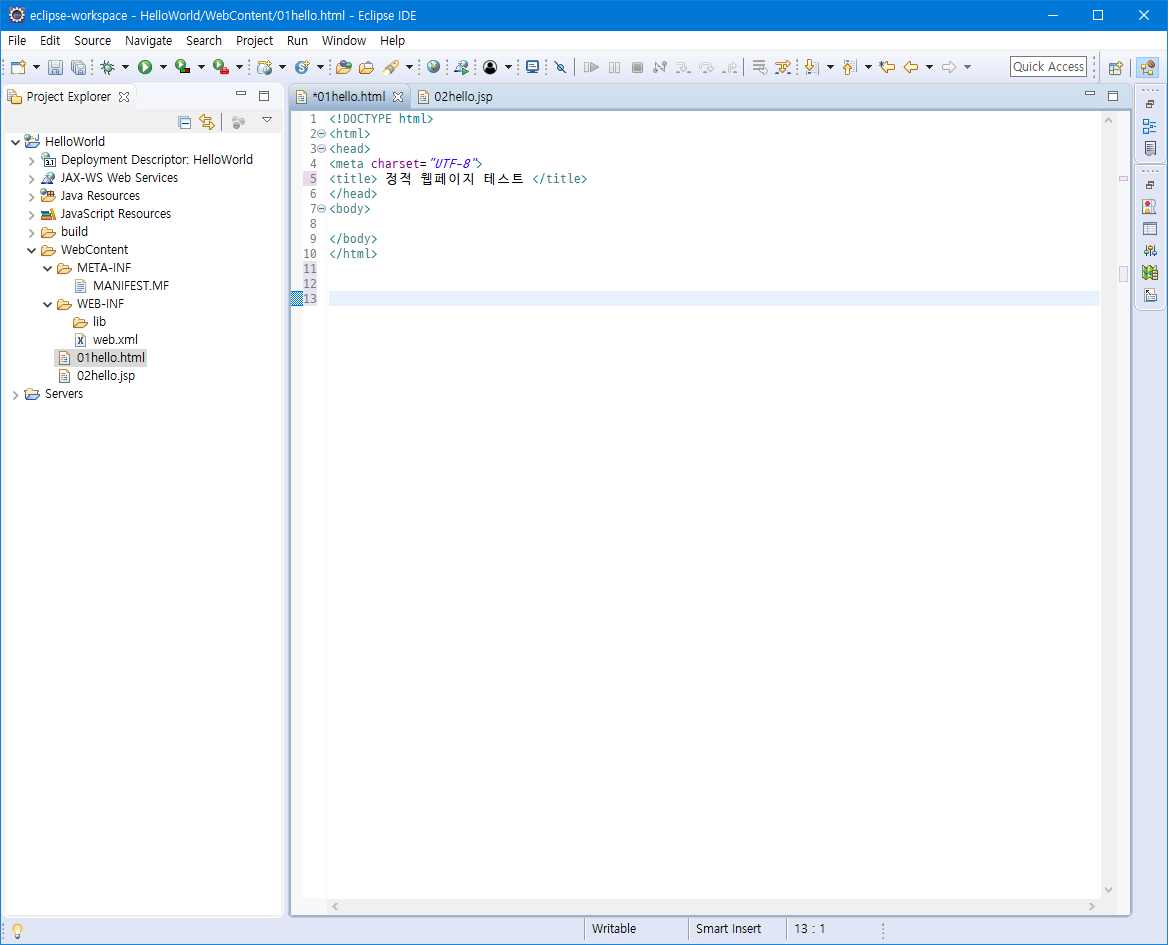 eclipse-workspace - HelloWorld/WebContent/01hello.html - Eclipse IDE
File Edit Source Navigate Search Project Run Window Help
Quick Access
Project Explorer
HelloWorld
3.1 Deployment Descriptor: HelloWorld
JAX-WS Web Services
Java Resources
JavaScript Resources
build
WebContent
META-INF
MANIFEST.MF
WEB-INF
lib
X web.xml
01hello.html
02hello.jsp
Servers
*01hello.html 02hello.jsp
1 <!DOCTYPE html>
2 <html>
3 <head>
4 <meta charset="UTF-8">
5 <title> 정적 웹페이지 테스트 </title>
6 </head>
7 <body>
8
9 </body>
10 </html>
11
12
13
Writable Smart Insert 13 : 1